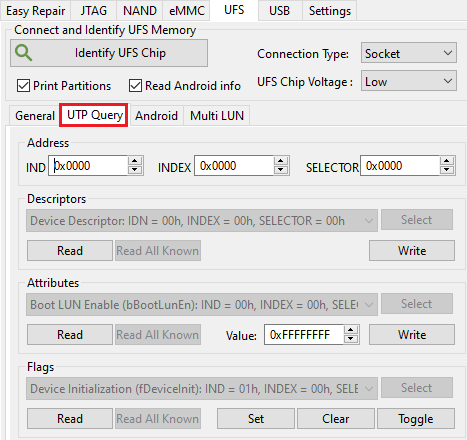 Easy Repair JTAG NAND eMMC UFS USB Settings
Connect and Identify UFS Memory
Identify UFS Chip
Connection Type: Socket
Print Partitions Read Android info UFS Chip Voltage : Low
General UTP Query Android Multi LUN
Address
IND 0x0000 INDEX 0x0000 SELECTOR 0x0000
Descriptors
Device Descriptor: IDN = 00h, INDEX = 00h, SELECTOR = 00h Select
Read Read All Known Write
Attributes
Boot LUN Enable (bBootLunEn): IND = 00h, INDEX = 00h, SELE Select
Read Read All Known Value: 0xFFFFFFFF Write
Flags
Device Initialization (fDeviceInit): IND = 01h, INDEX = 00h, SELE Select
Read Read All Known Set Clear Toggle